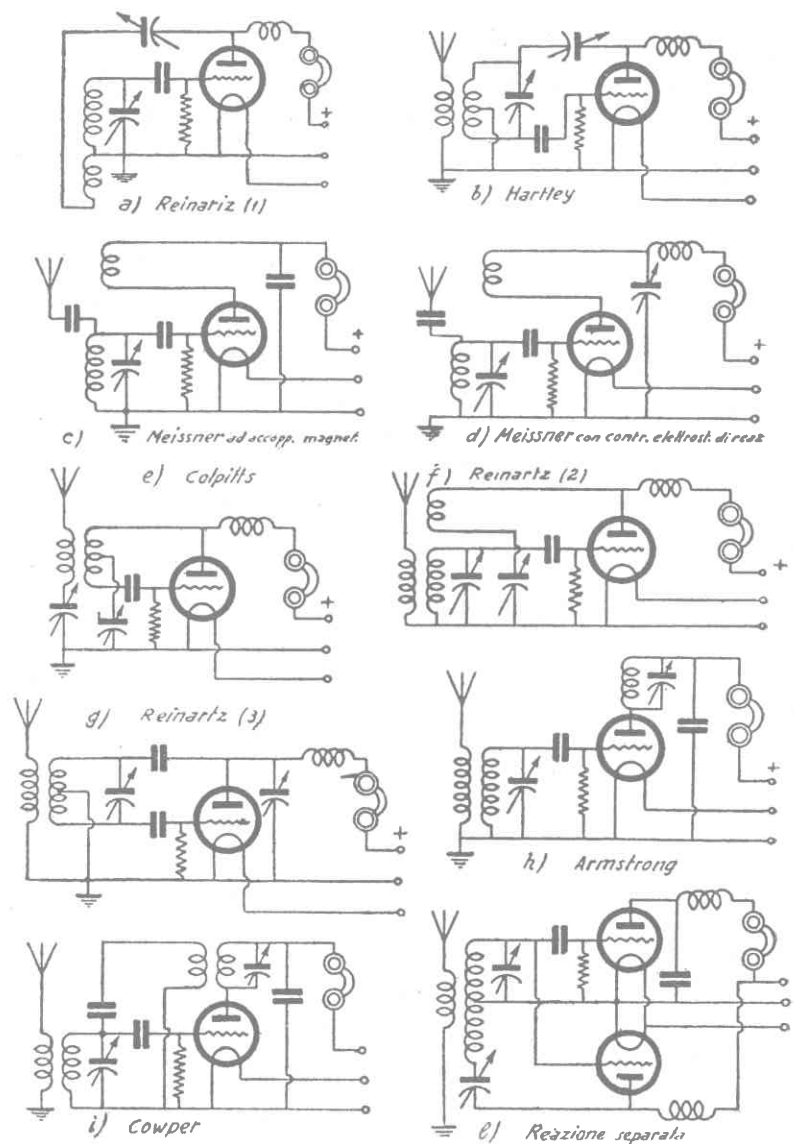 a) Reinariz (1)
+
b) Hartley
+
c) Meissner ad accopp. magnet.
+
d) Meissner con contr. elettrost. di reaz
+
e) Colpitts
+
f) Reinartz (2)
+
g) Reinartz (3)
+
h) Armstrong
+
i) Cowper
l) Reazione separata